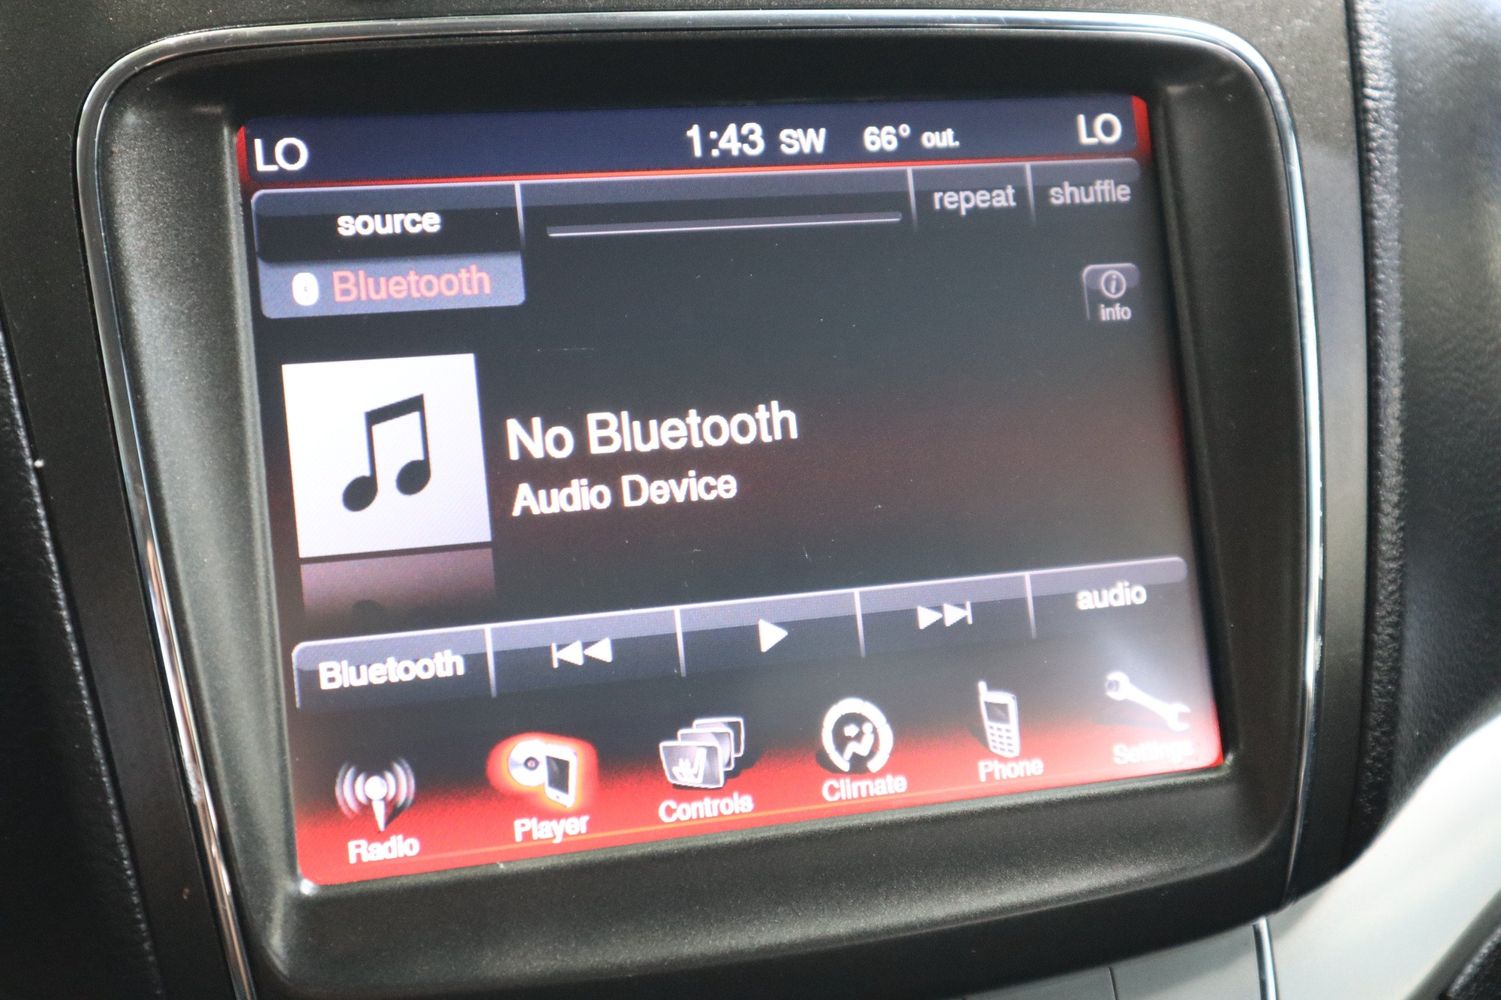 LO 1:43 SW 66° out. LO
source repeat shuffle
Bluetooth
info
No Bluetooth
Audio Device
Bluetooth audio
Radio Player Controls Climate Phone Settings